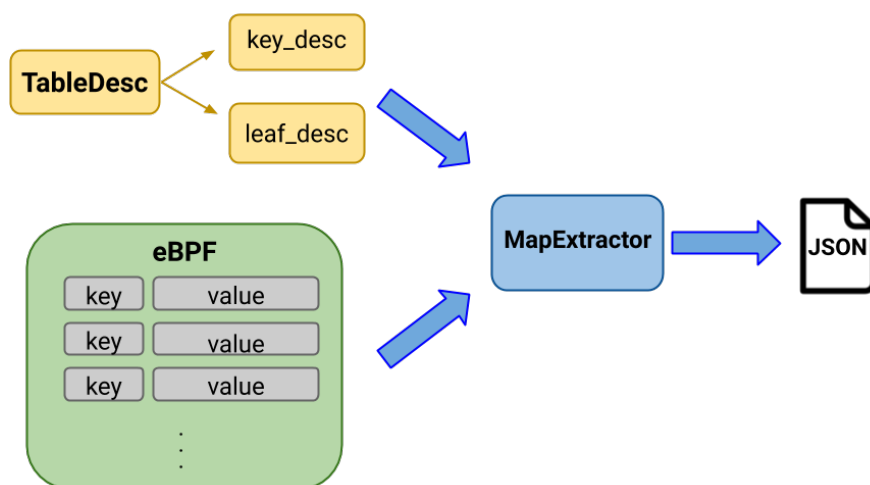 key_desc
TableDesc
leaf_desc
eBPF
key value
key value
key value
MapExtractor
JSON